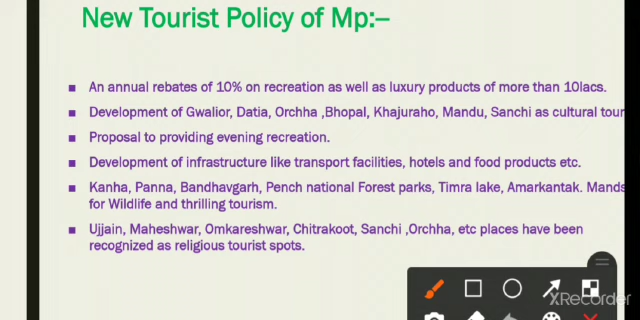 New Tourist Policy of Mp:–
An annual rebates of 10% on recreation as well as luxury products of more than 10lacs.
Development of Gwalior, Datia, Orchha ,Bhopal, Khajuraho, Mandu, Sanchi as cultural tour
Proposal to providing evening recreation.
Development of infrastructure like transport facilities, hotels and food products etc.
Kanha, Panna, Bandhavgarh, Pench national Forest parks, Timra lake, Amarkantak. Mands
for Wildlife and thrilling tourism.
Ujjain, Maheshwar, Omkareshwar, Chitrakoot, Sanchi ,Orchha, etc places have been
recognized as religious tourist spots.
XRecorder